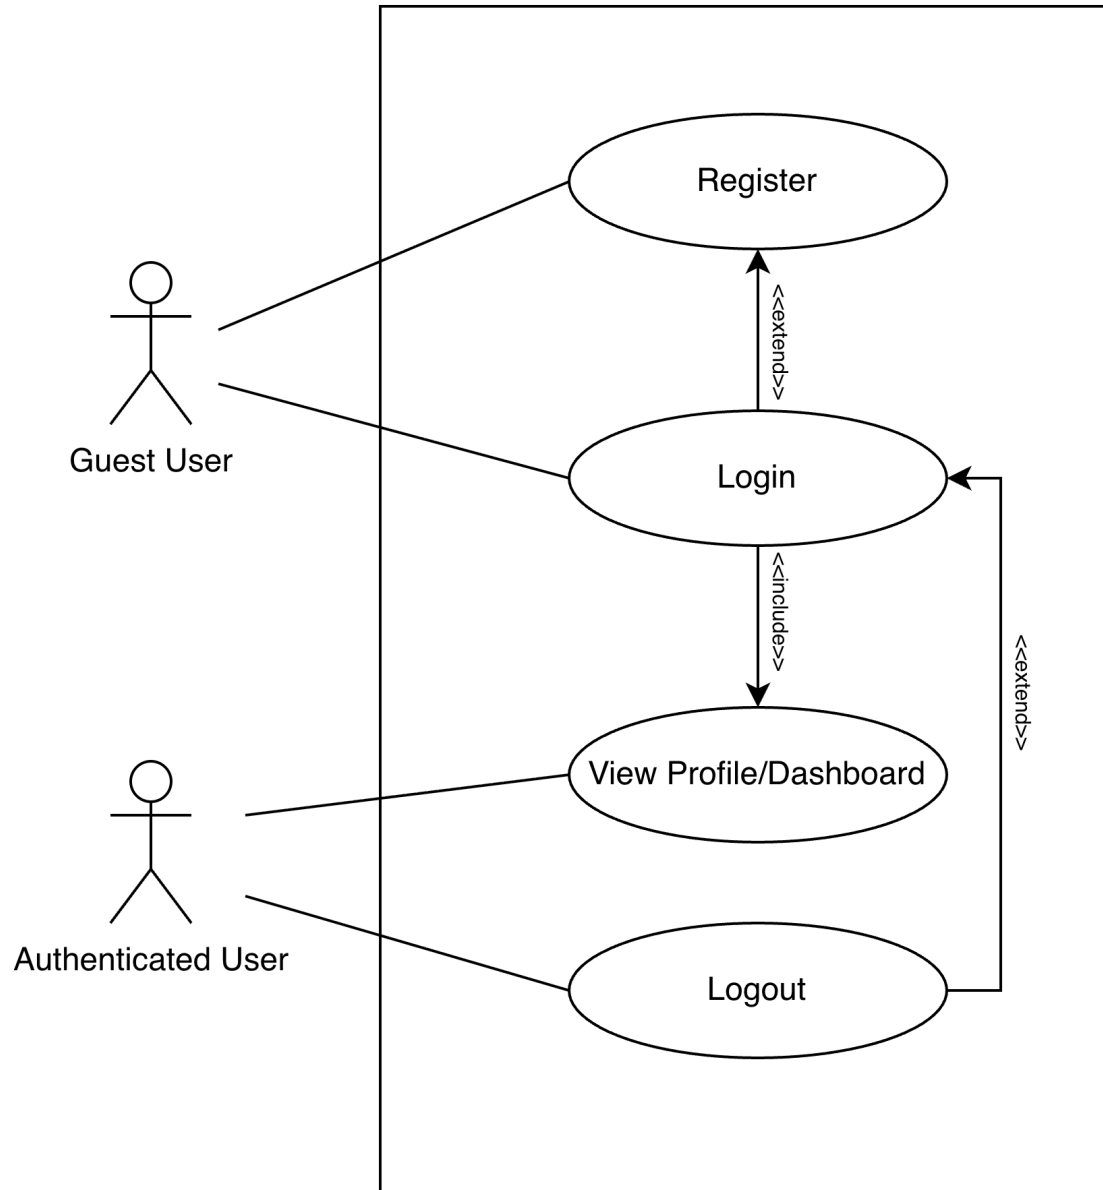 Register
<<extend>>
Guest User
Login
<<include>>
<<extend>>
View Profile/Dashboard
Authenticated User
Logout